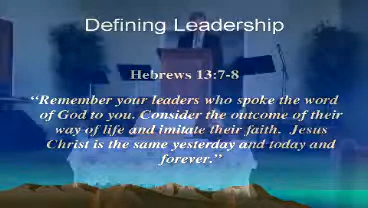 Defining Leadership
Hebrews 13:7-8
“Remember your leaders who spoke the word
of God to you. Consider the outcome of their
way of life and imitate their faith.  Jesus
Christ is the same yesterday and today and
forever.”